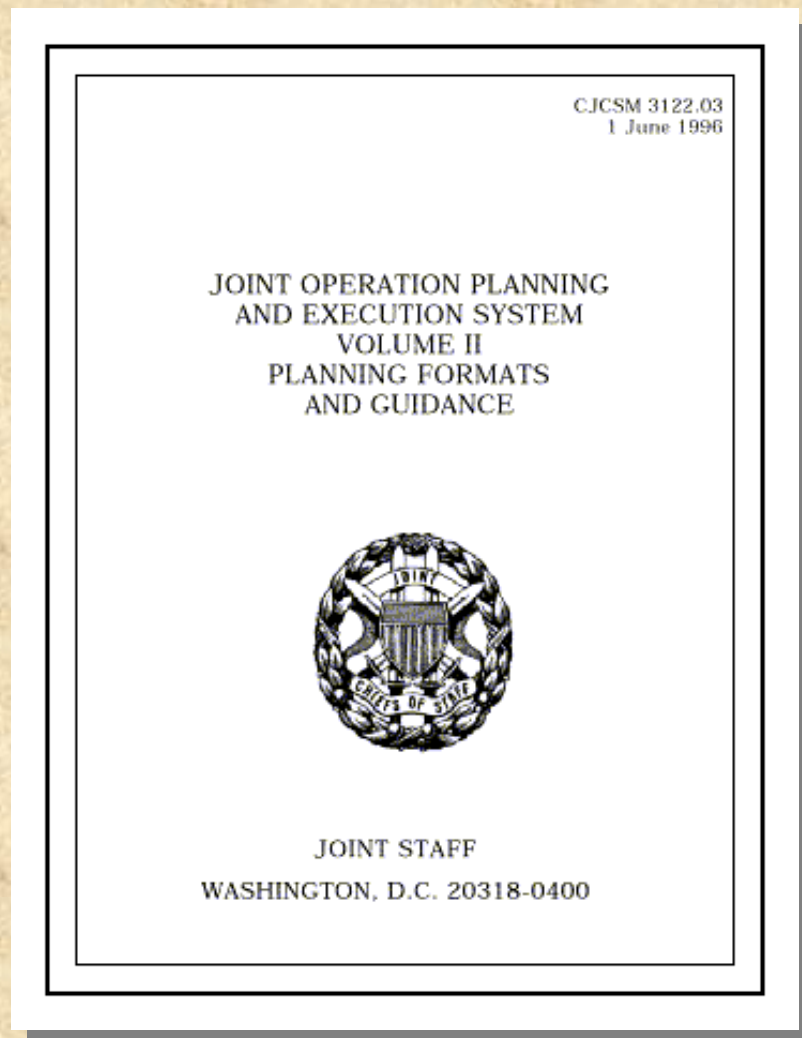 CJCSM 3122.03
1 June 1996
JOINT OPERATION PLANNING
AND EXECUTION SYSTEM
VOLUME II
PLANNING FORMATS
AND GUIDANCE
JOINT
CHIEFS OF STAFF
JOINT STAFF
WASHINGTON, D.C. 20318-0400